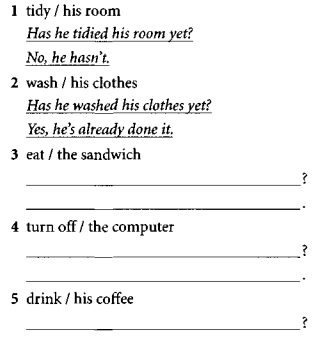 1 tidy / his room
Has he tidied his room yet?
No, he hasn't.
2 wash / his clothes
Has he washed his clothes yet?
Yes, he's already done it.
3 eat / the sandwich
?
.
4 turn off / the computer
?
.
5 drink / his coffee
?